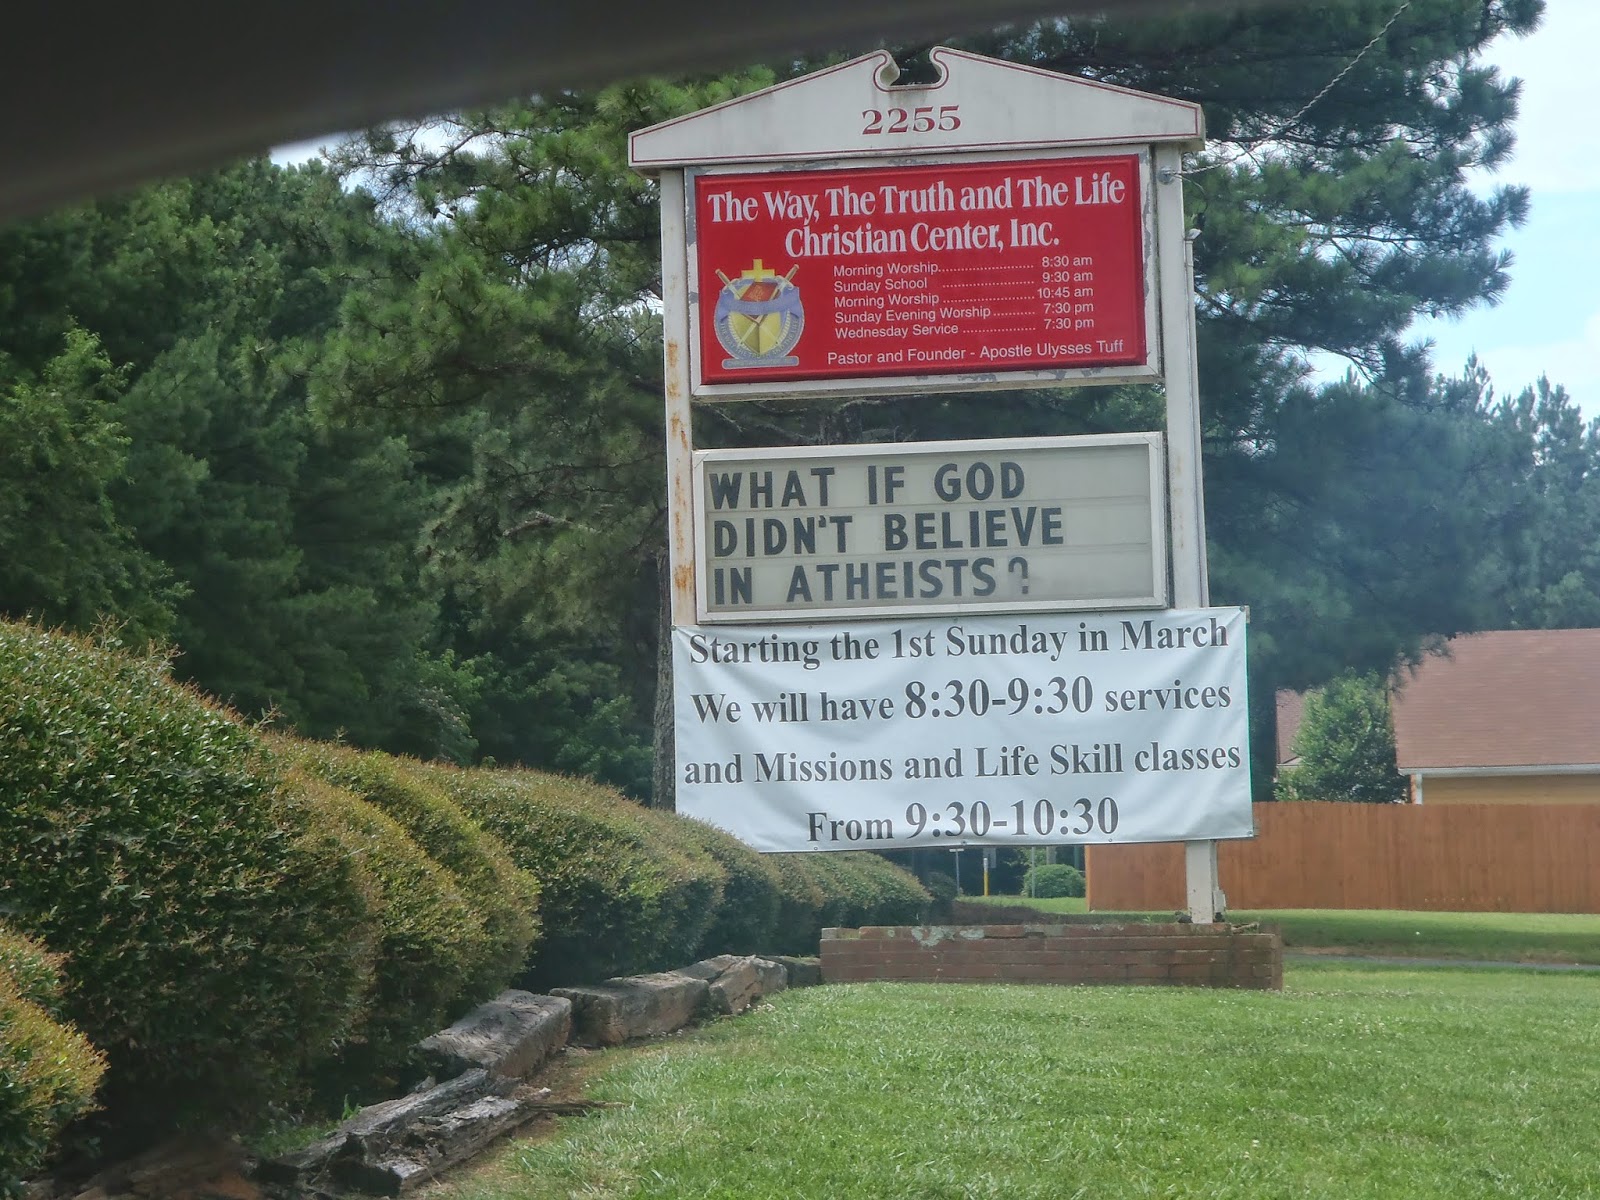 2255
The Way, The Truth and The Life
Christian Center, Inc.
Morning Worship........................ 8:30 am
Sunday School ....................... 9:30 am
Morning Worship ....................... 10:45 am
Sunday Evening Worship........... 7:30 pm
Wednesday Service ................... 7:30 pm
Pastor and Founder - Apostle Ulysses Tuff
WHAT IF GOD
DIDN'T BELIEVE
IN ATHEISTS?
Starting the 1st Sunday in March
We will have 8:30-9:30 services
and Missions and Life Skill classes
From 9:30-10:30